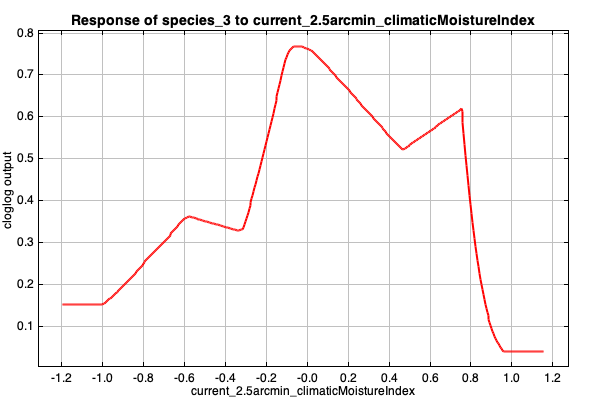 Response of species_3 to current_2.5arcmin_climaticMoistureIndex
cloglog output
0.8
0.7
0.6
0.5
0.4
0.3
0.2
0.1
-1.2 -1.0 -0.8 -0.6 -0.4 -0.2 -0.0 0.2 0.4 0.6 0.8 1.0 1.2
current_2.5arcmin_climaticMoistureIndex